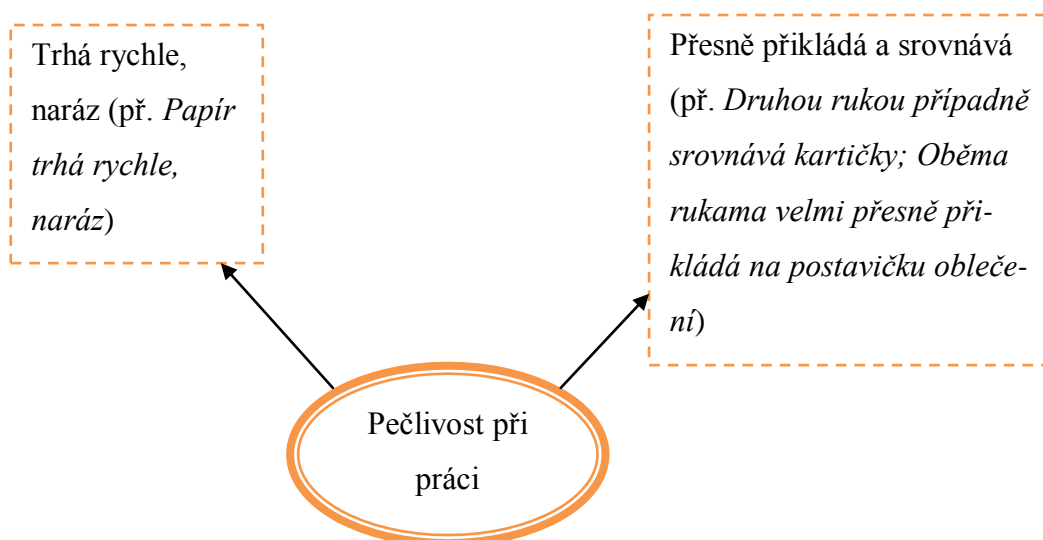 Trhá rychle,
naráz (př. Papír
trhá rychle,
naráz)
Přesně přikládá a srovnává
(př. Druhou rukou případně
srovnává kartičky; Oběma
rukama velmi přesně při-
kládá na postavičku obleče-
ní)
Pečlivost při
práci